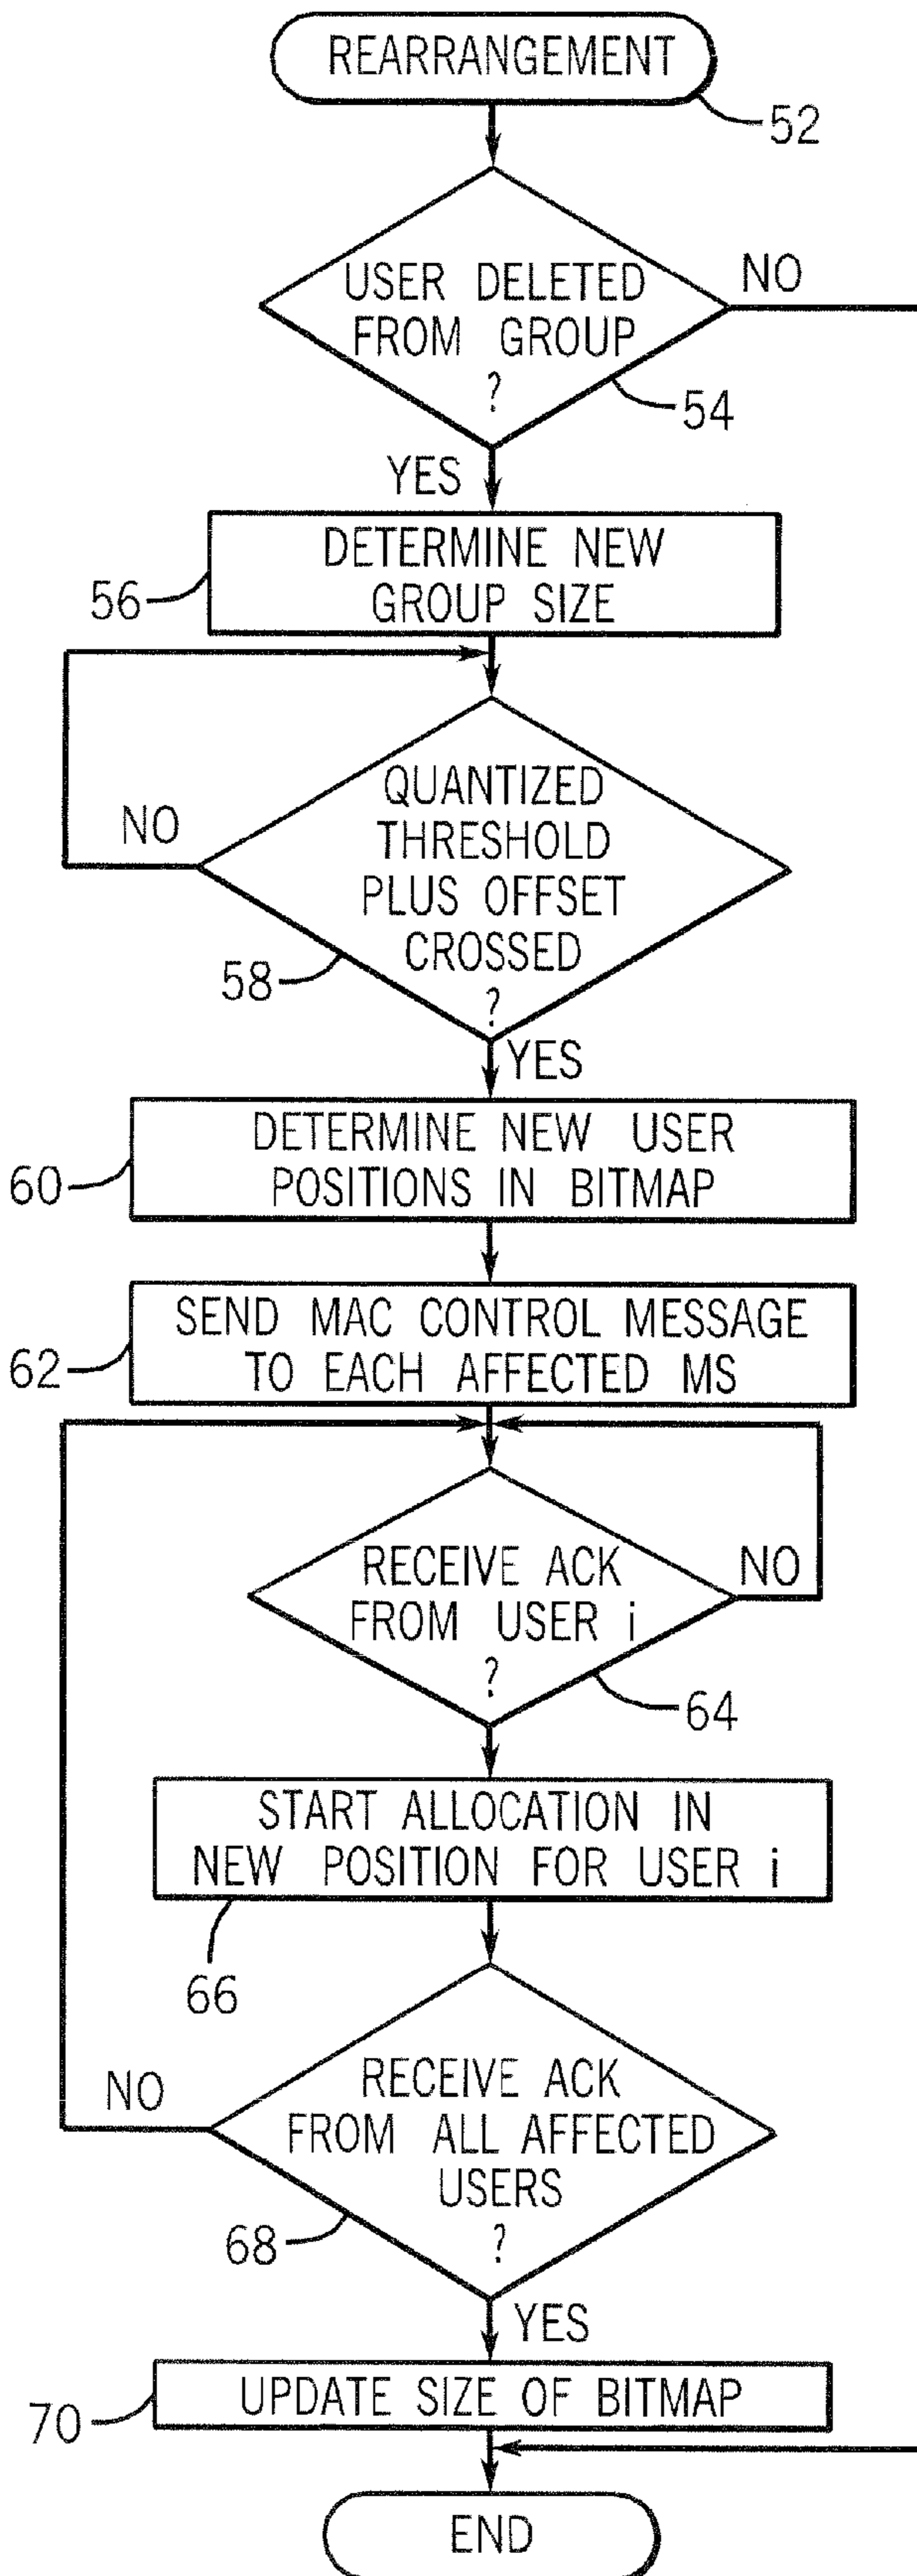 REARRANGEMENT
52
USER DELETED
FROM GROUP
?
NO
54
YES
DETERMINE NEW
GROUP SIZE
56
QUANTIZED
THRESHOLD
PLUS OFFSET
CROSSED
?
NO
58
YES
DETERMINE NEW USER
POSITIONS IN BITMAP
60
SEND MAC CONTROL MESSAGE
TO EACH AFFECTED MS
62
RECEIVE ACK
FROM USER i
?
NO
64
START ALLOCATION IN
NEW POSITION FOR USER i
66
RECEIVE ACK
FROM ALL AFFECTED
USERS
?
NO
68
YES
UPDATE SIZE OF BITMAP
70
END